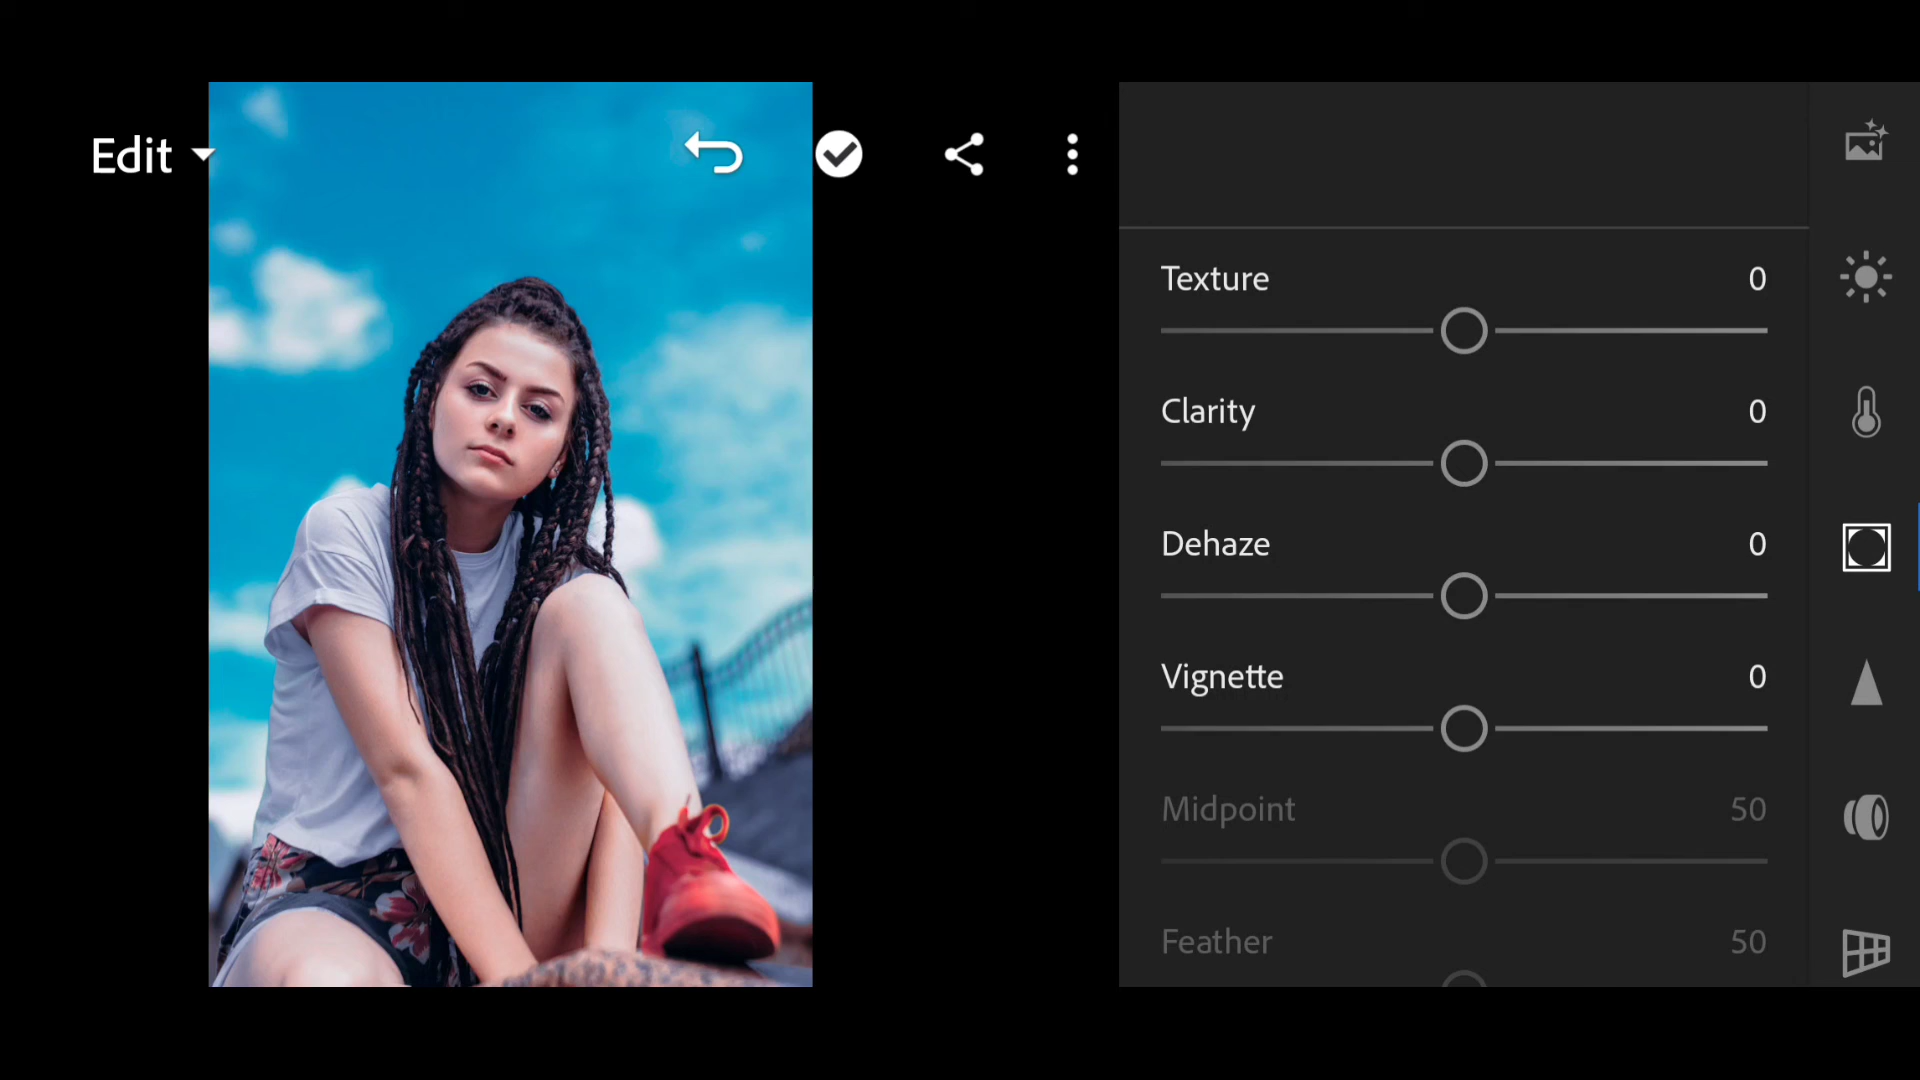 Edit
Texture 0
Clarity 0
Dehaze 0
Vignette 0
Midpoint 50
Feather 50